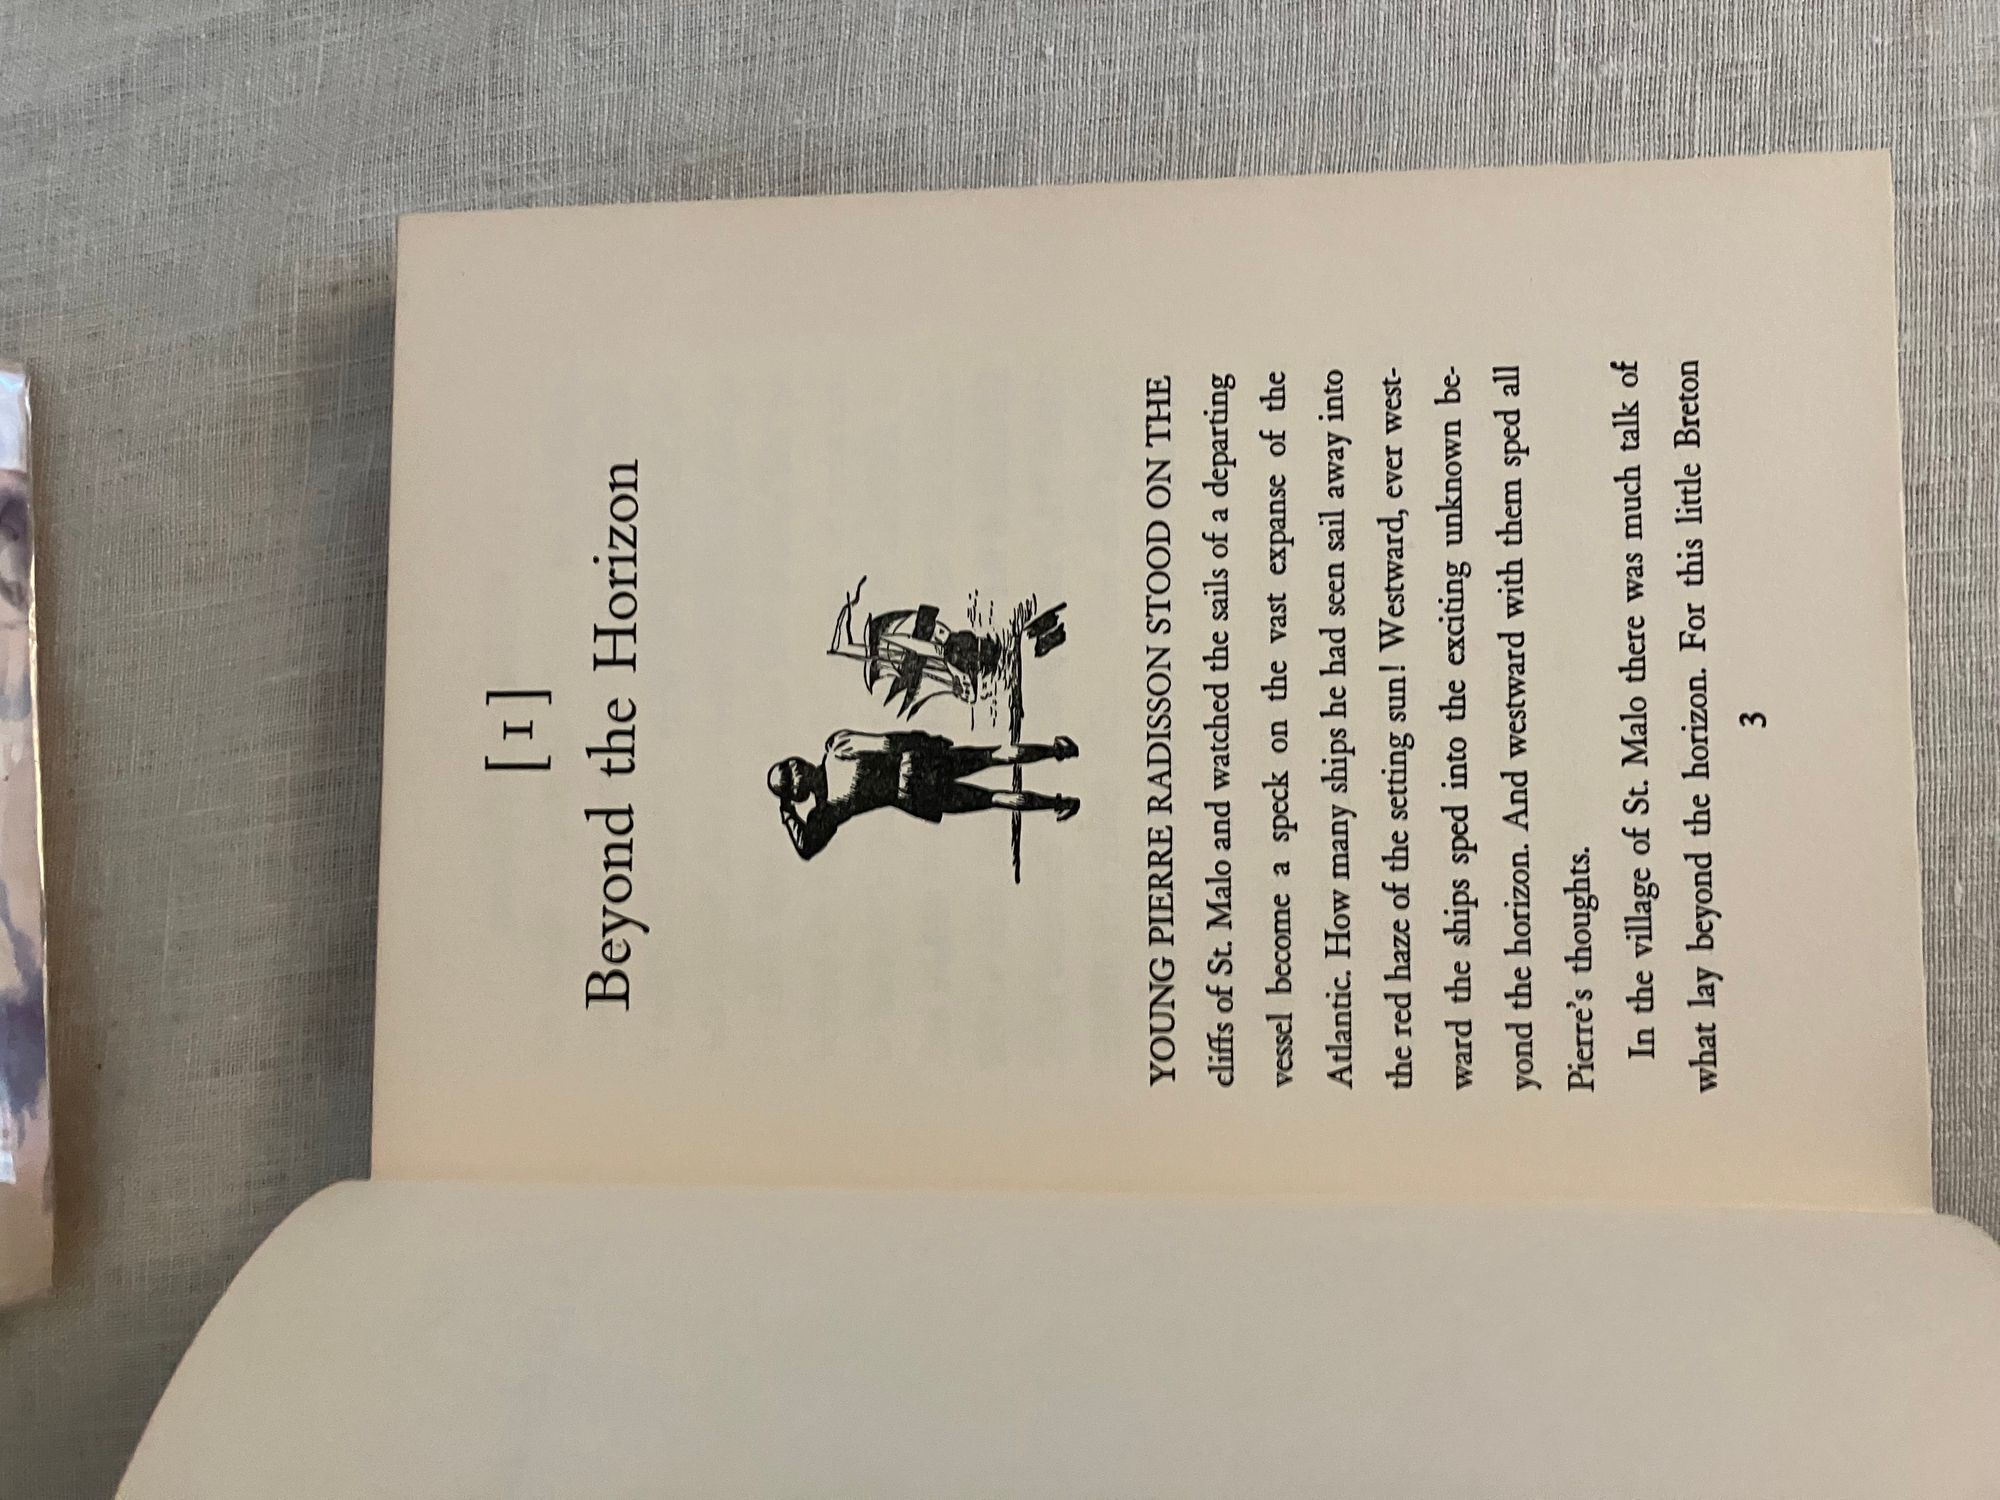 [1]
Beyond the Horizon
YOUNG PIERRE RADISSON STOOD ON THE
cliffs of St. Malo and watched the sails of a departing
vessel become a speck on the vast expanse of the
Atlantic. How many ships he had seen sail away into
the red haze of the setting sun! Westward, ever west-
ward the ships sped into the exciting unknown be-
yond the horizon. And westward with them sped all
Pierre's thoughts.
In the village of St. Malo there was much talk of
what lay beyond the horizon. For this little Breton
3